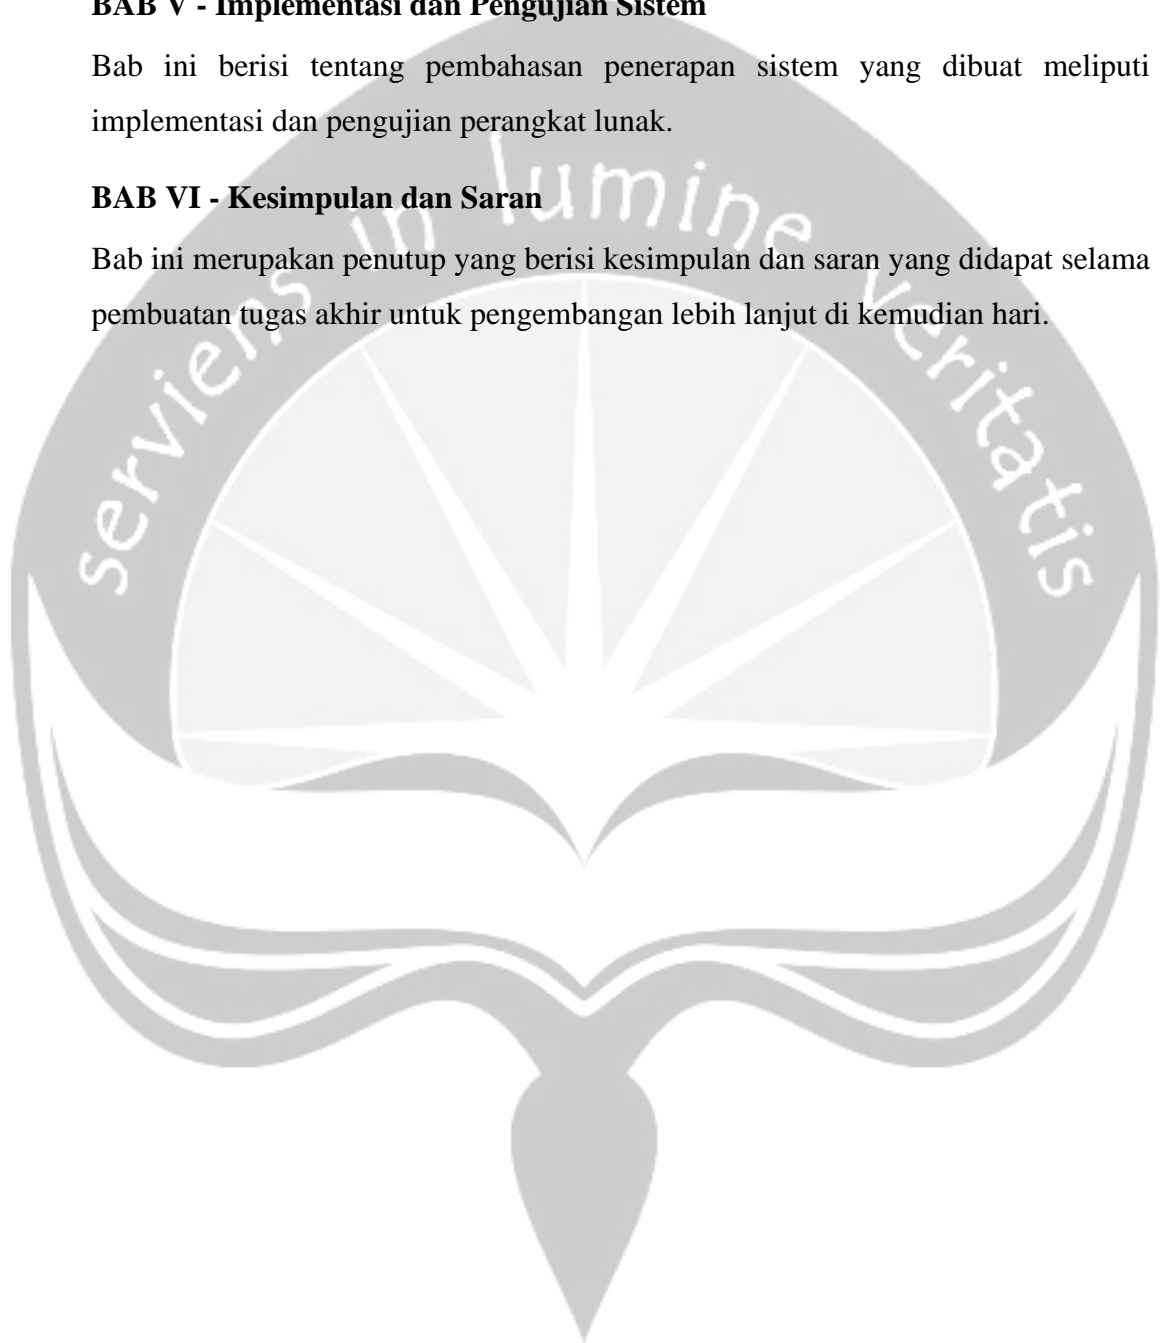 BAB V - Implementasi dan Pengujian Sistem
Bab ini berisi tentang pembahasan penerapan sistem yang dibuat meliputi
implementasi dan pengujian perangkat lunak.
BAB VI - Kesimpulan dan Saran
Bab ini merupakan penutup yang berisi kesimpulan dan saran yang didapat selama
pembuatan tugas akhir untuk pengembangan lebih lanjut di kemudian hari.
serviens in lumine veritatis